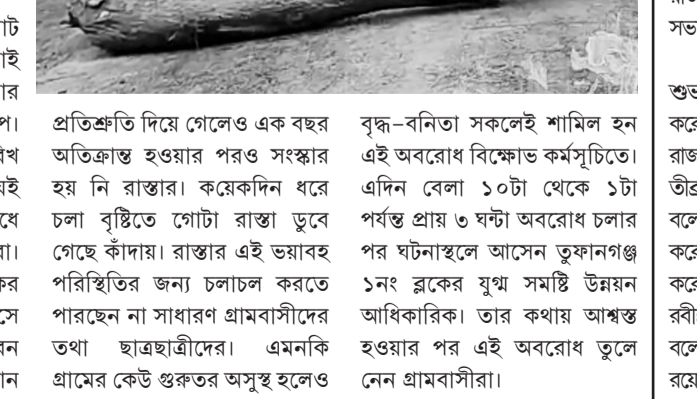 প্রতিশ্রুতি দিয়ে গেলেও এক বছর
অতিক্রান্ত হওয়ার পরও সংস্কার
হয় নি রাস্তার। কয়েকদিন ধরে
চলা বৃষ্টিতে গোটা রাস্তা ডুবে
গেছে কাঁদায়। রাস্তার এই ভয়াবহ
পরিস্থিতির জন্য চলাচল করতে
পারছেন না সাধারণ গ্রামবাসীদের
তথা ছাত্রছাত্রীদের। এমনকি
গ্রামের কেউ গুরুতর অসুস্থ হলেও
বৃদ্ধ-বনিতা সকলেই শামিল হন
এই অবরোধ বিক্ষোভ কর্মসূচিতে।
এদিন বেলা ১০টা থেকে ১টা
পর্যন্ত প্রায় ৩ ঘন্টা অবরোধ চলার
পর ঘটনাস্থলে আসেন তুফানগঞ্জ
১নং ব্লকের যুগ্ম সমষ্টি উন্নয়ন
আধিকারিক। তার কথায় আশ্বস্ত
হওয়ার পর এই অবরোধ তুলে
নেন গ্রামবাসীরা।